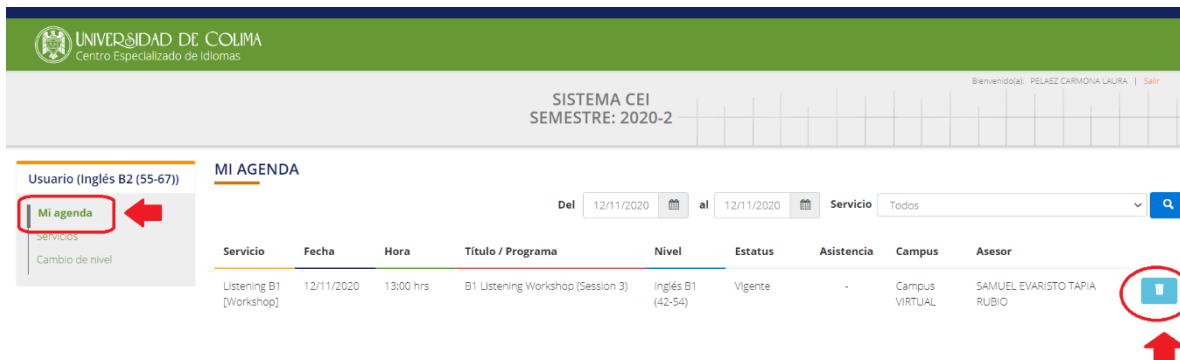 UNIVERSIDAD DE COLIMA
Centro Especializado de Idiomas
Bienvenido(a): PELAEZ CARMONA LAURA | Salir
SISTEMA CEI
SEMESTRE: 2020-2
Usuario (Inglés B2 (55-67))
Mi agenda
Servicios
Cambio de nivel
MI AGENDA
Del 12/11/2020 al 12/11/2020 Servicio Todos
Servicio Fecha Hora Título / Programa Nivel Estatus Asistencia Campus Asesor
Listening B1 12/11/2020 13:00 hrs B1 Listening Workshop (Session 3) Inglés B1 Vigente - Campus SAMUEL EVARISTO TAPIA
[Workshop] (42-54) VIRTUAL RUBIO